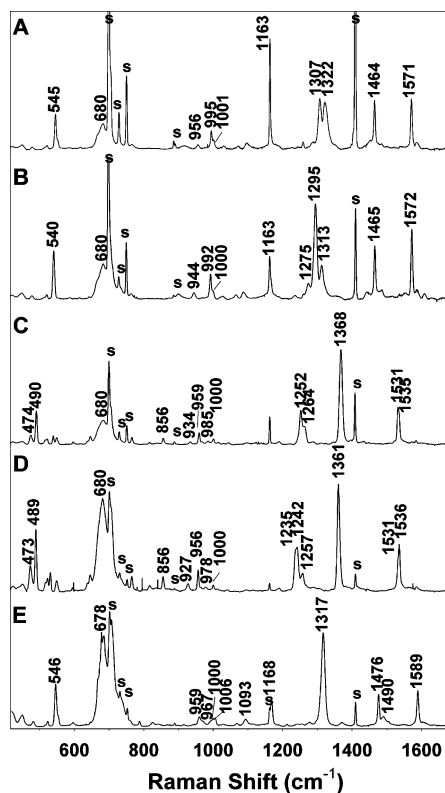 A
545
680
s
s
s
956
995
1001
1163
1307
1322
s
1464
1571
B
540
680
s
s
s
s
944
992
1000
1163
1275
1295
1313
s
1465
1572
C
474
490
680
s
s
s
856
s
934
959
985
1000
1252
1264
1368
s
1531
1535
D
473
489
680
s
s
s
856
s
927
956
978
1000
1235
1242
1257
1361
s
1531
1536
E
546
678
s
s
s
959
967
1000
1006
1093
s
1168
1317
s
1476
1490
1589
600 800 1000 1200 1400 1600
Raman Shift (cm⁻¹)